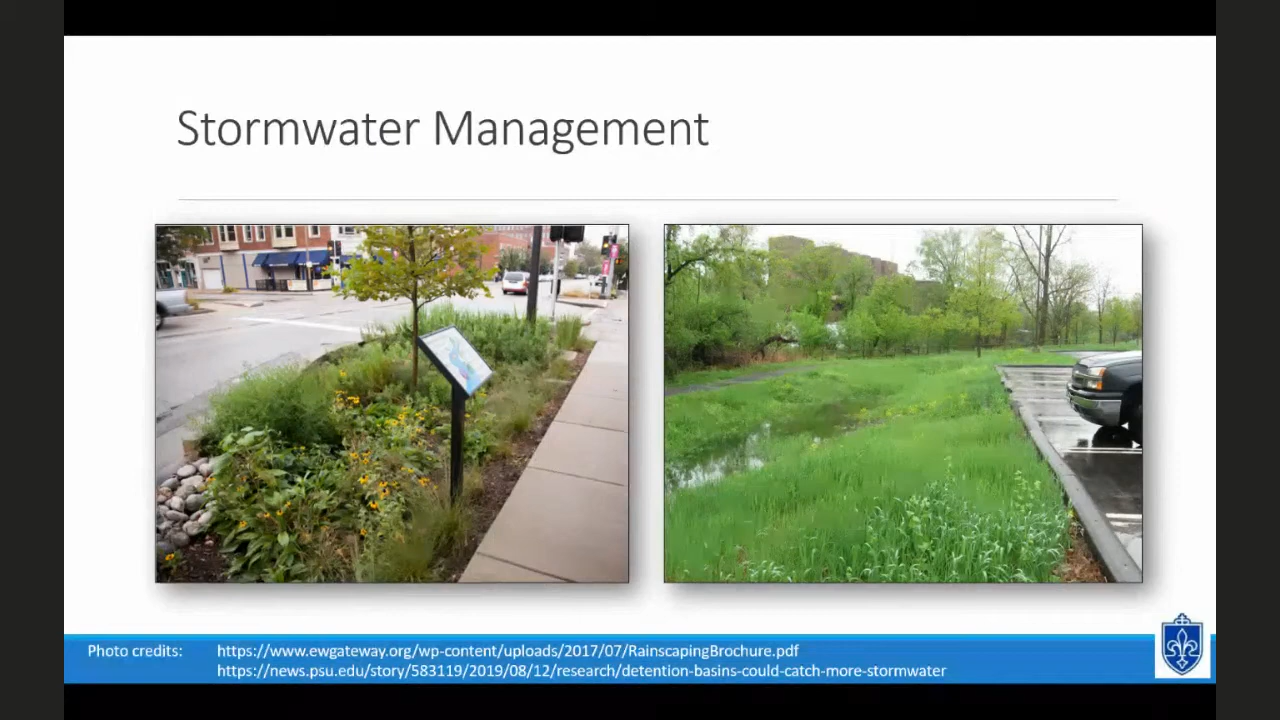 Stormwater Management
Photo credits: https://www.ewgateway.org/wp-content/uploads/2017/07/RainscapingBrochure.pdf
https://news.psu.edu/story/583119/2019/08/12/research/detention-basins-could-catch-more-stormwater